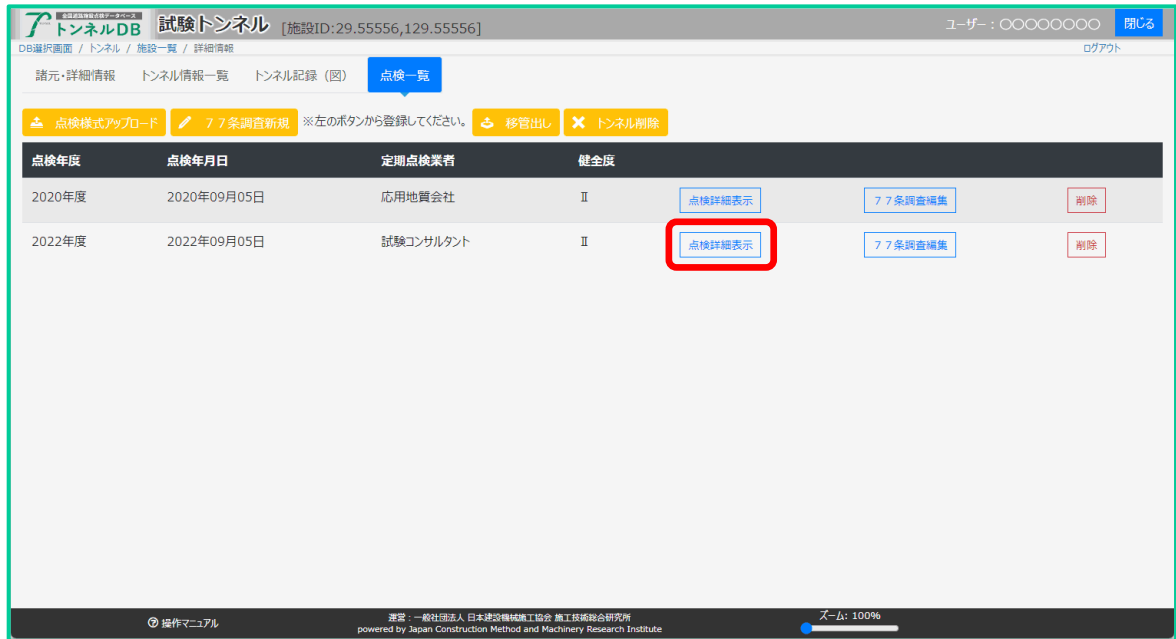 全国道路施設点検データベース
トンネルDB 試験トンネル [施設ID:29.55556,129.55556] ユーザー：〇〇〇〇〇〇〇〇 閉じる
DB選択画面 / トンネル / 施設一覧 / 詳細情報 ログアウト
諸元・詳細情報 トンネル情報一覧 トンネル記録（図） 点検一覧
点検様式アップロード ７７条調査新規 ※左のボタンから登録してください。 移管出し トンネル削除
点検年度 点検年月日 定期点検業者 健全度
2020年度 2020年09月05日 応用地質会社 Ⅱ 点検詳細表示 ７７条調査編集 削除
2022年度 2022年09月05日 試験コンサルタント Ⅱ 点検詳細表示 ７７条調査編集 削除
操作マニュアル
運営：一般社団法人 日本建設機械施工協会 施工技術総合研究所
powered by Japan Construction Method and Machinery Research Institute
ズーム: 100%